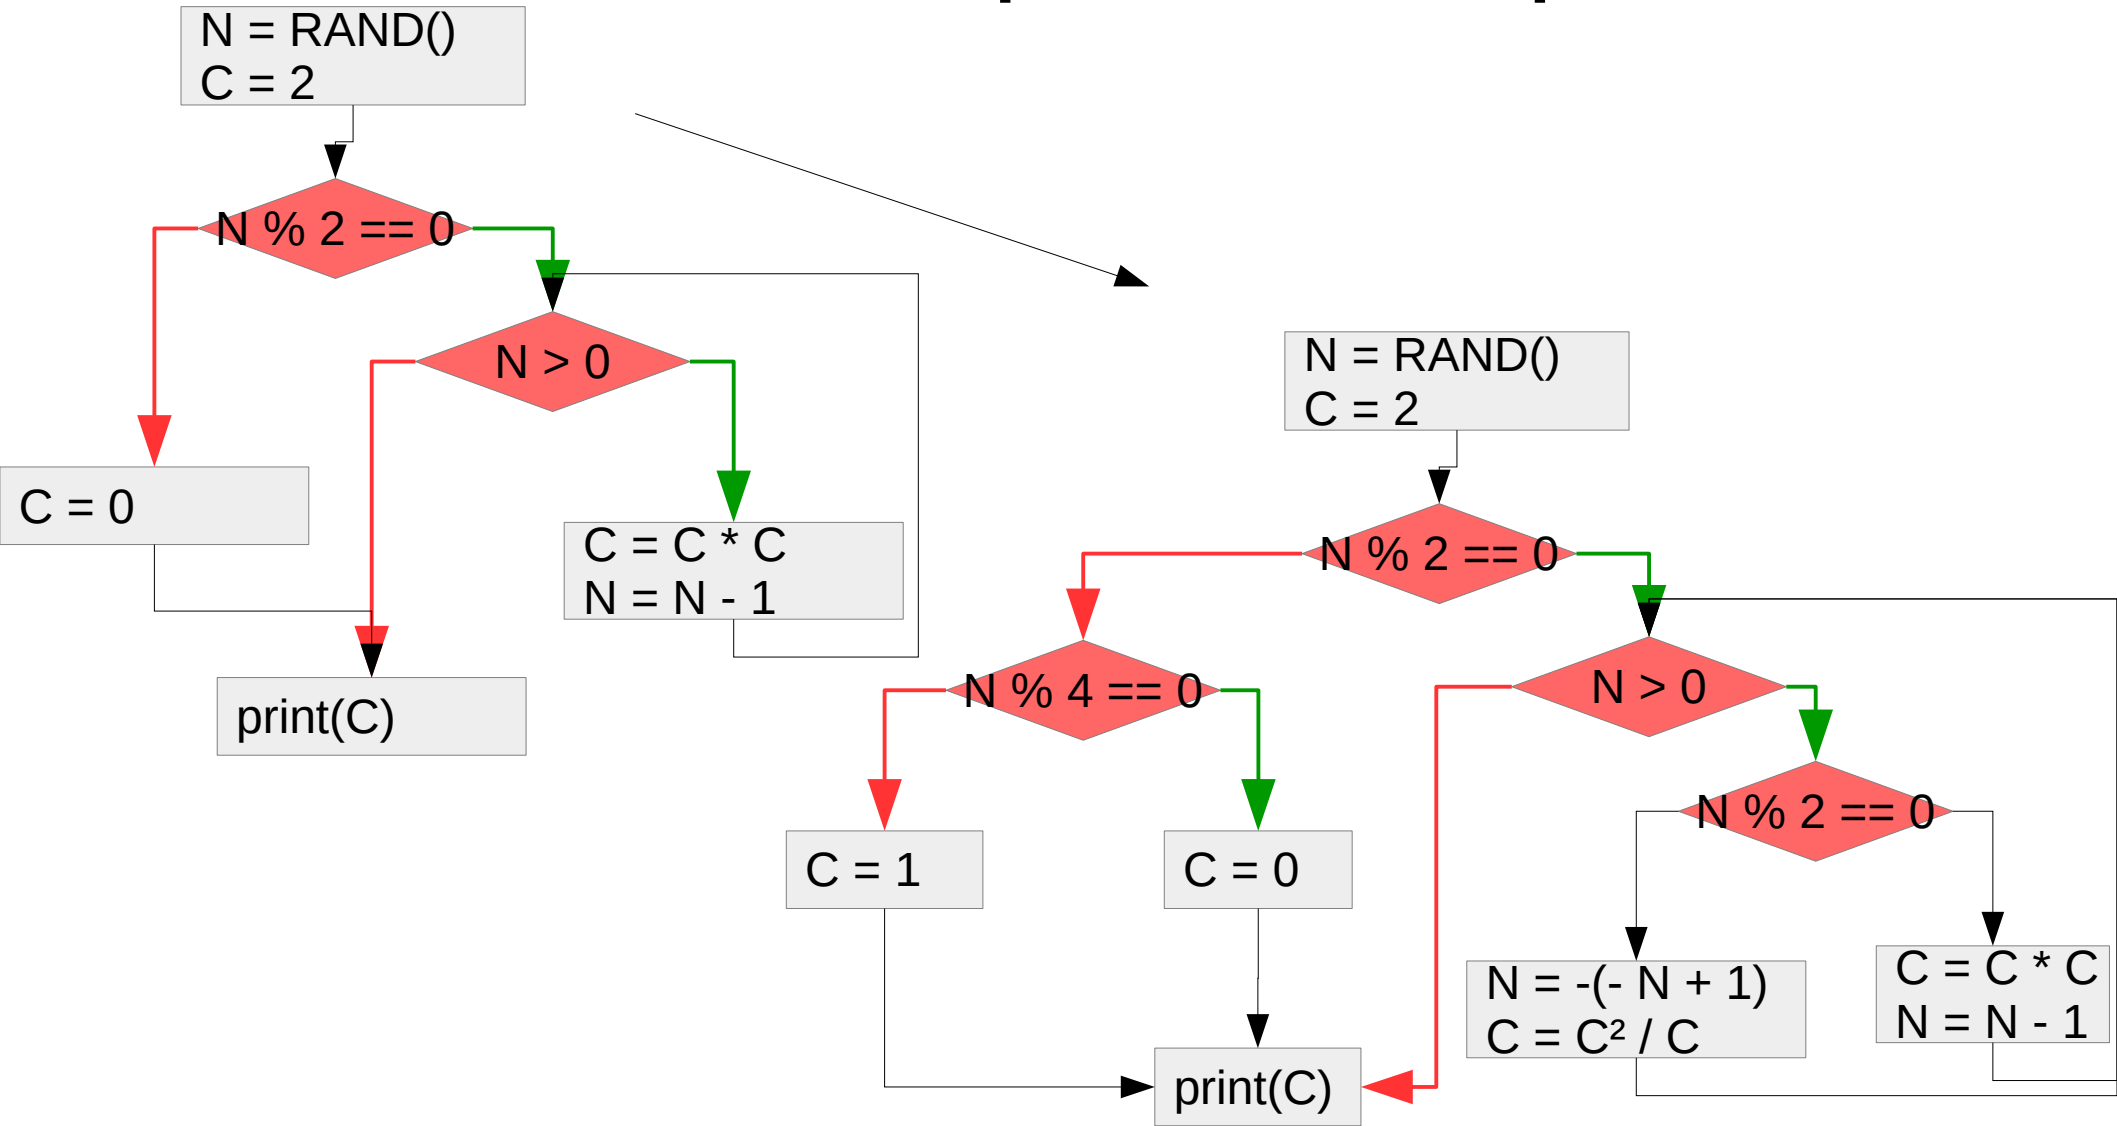 N = RAND()
C = 2
N % 2 == 0
N > 0
C = 0
C = C * C
N = N - 1
print(C)
N = RAND()
C = 2
N % 2 == 0
N % 4 == 0
N > 0
N % 2 == 0
C = 1
C = 0
N = -(- N + 1)
C = C² / C
C = C * C
N = N - 1
print(C)